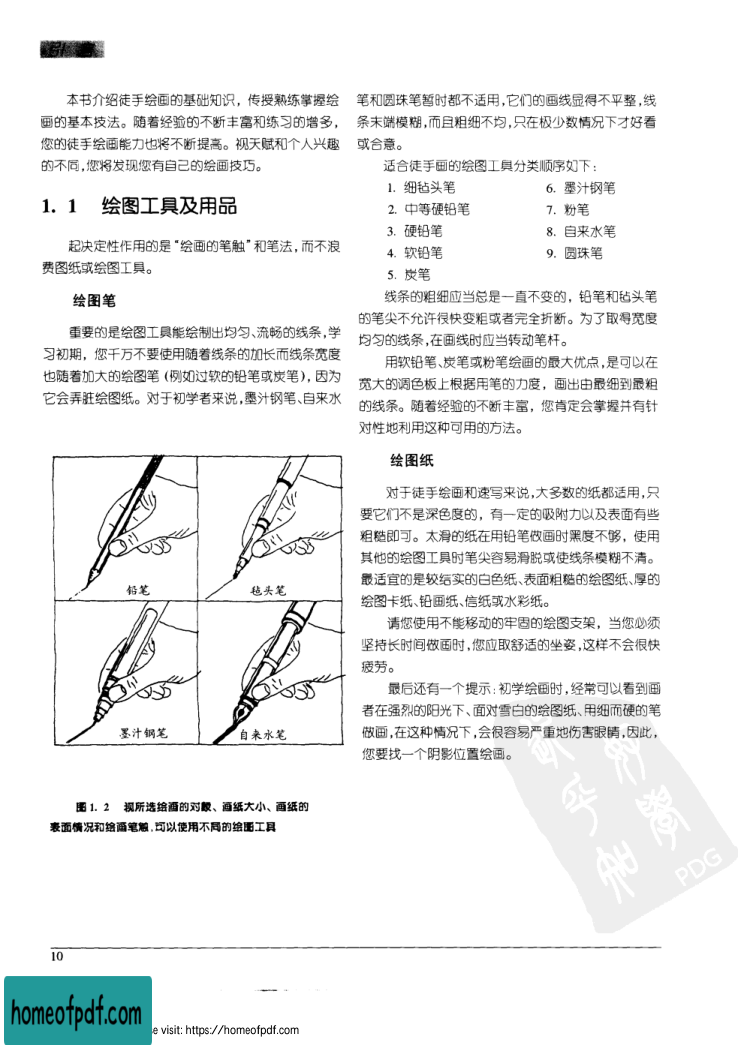 本书介绍徒手绘画的基础知识，传授熟练掌握绘
画的基本技法。随着经验的不断丰富和练习的增多，
您的徒手绘画能力也将不断提高。视天赋和个人兴趣
的不同，您将发现您有自己的绘画技巧。
1. 1 绘图工具及用品
起决定性作用的是“绘画的笔触”和笔法，而不浪
费图纸或绘图工具。
绘图笔
重要的是绘图工具能绘制出均匀、流畅的线条，学
习初期，您千万不要使用随着线条的加长而线条宽度
也随着加大的绘图笔（例如过软的铅笔或炭笔），因为
它会弄脏绘图纸。对于初学者来说，墨汁钢笔、自来水
铅笔
毡头笔
墨汁钢笔
自来水笔
图 1. 2 视所选绘画的对象、画纸大小、画纸的
表面情况和绘画笔触，可以使用不同的绘图工具
笔和圆珠笔暂时都不适用，它们的画线显得不平整，线
条末端模糊，而且粗细不均，只在极少数情况下才好看
或合意。
适合徒手画的绘图工具分类顺序如下：
1. 细毡头笔 6. 墨汁钢笔
2. 中等硬铅笔 7. 粉笔
3. 硬铅笔 8. 自来水笔
4. 软铅笔 9. 圆珠笔
5. 炭笔
线条的粗细应当总是一直不变的，铅笔和毡头笔
的笔尖不允许很快变粗或者完全折断。为了取得宽度
均匀的线条，在画线时应当转动笔杆。
用软铅笔、炭笔或粉笔绘画的最大优点，是可以在
宽大的调色板上根据用笔的力度，画出由最细到最粗
的线条。随着经验的不断丰富，您肯定会掌握并有针
对性地利用这种可用的方法。
绘图纸
对于徒手绘画和速写来说，大多数的纸都适用，只
要它们不是深色度的，有一定的吸附力以及表面有些
粗糙即可。太滑的纸在用铅笔做画时黑度不够，使用
其他的绘图工具时笔尖容易滑脱或使线条模糊不清。
最适宜的是较结实的白色纸、表面粗糙的绘图纸、厚的
绘图卡纸、铅画纸、信纸或水彩纸。
请您使用不能移动的牢固的绘图支架，当您必须
坚持长时间做画时，您应取舒适的坐姿，这样不会很快
疲劳。
最后还有一个提示：初学绘画时，经常可以看到画
者在强烈的阳光下、面对雪白的绘图纸、用细而硬的笔
做画，在这种情况下，会很容易严重地伤害眼睛，因此，
您要找一个阴影位置绘画。
PDG
10
homeofpdf.com
e visit: https://homeofpdf.com